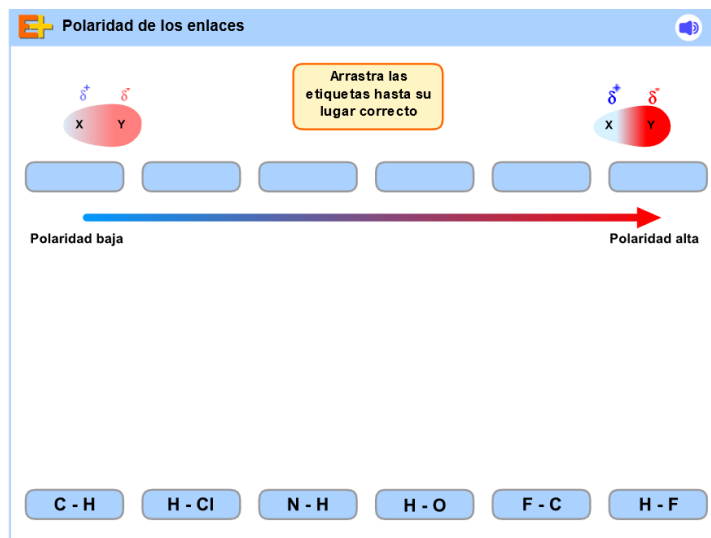 E+ Polaridad de los enlaces
Arrastra las
etiquetas hasta su
lugar correcto
δ+ δ-
X Y
δ+ δ-
X Y
Polaridad baja
Polaridad alta
C - H
H - Cl
N - H
H - O
F - C
H - F